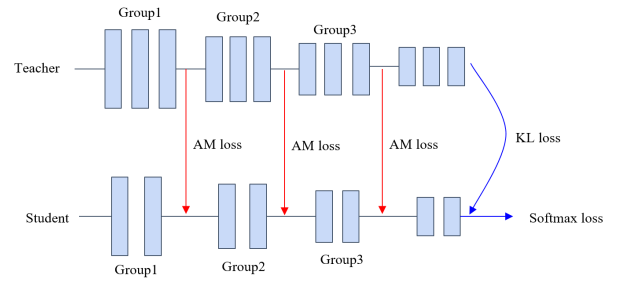 Group1
Group2
Group3
Teacher
AM loss
AM loss
AM loss
KL loss
Student
Softmax loss
Group1
Group2
Group3